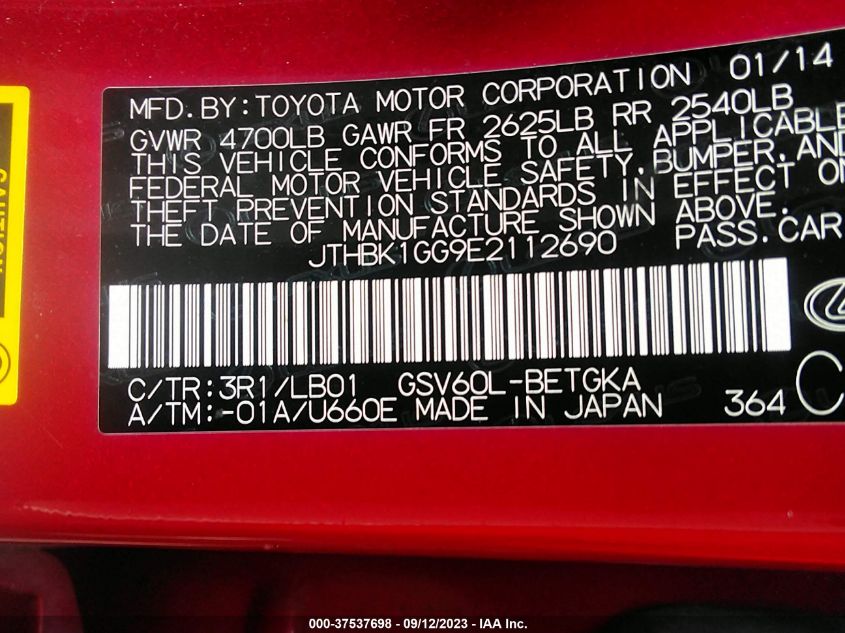 MFD.BY:TOYOTA MOTOR CORPORATION 01/14
GVWR 4700LB GAWR FR 2625LB RR 2540LB
THIS VEHICLE CONFORMS TO ALL APPLICABLE
FEDERAL MOTOR VEHICLE SAFETY,BUMPER,AND
THEFT PREVENTION STANDARDS IN EFFECT ON
THE DATE OF MANUFACTURE SHOWN ABOVE.
JTHBK1GG9E2112690 PASS.CAR
C/TR:3R1/LB01 GSV60L-BETGKA
A/TM:-01A/U660E MADE IN JAPAN 364
C
000-37537698 - 09/12/2023 - IAA Inc.